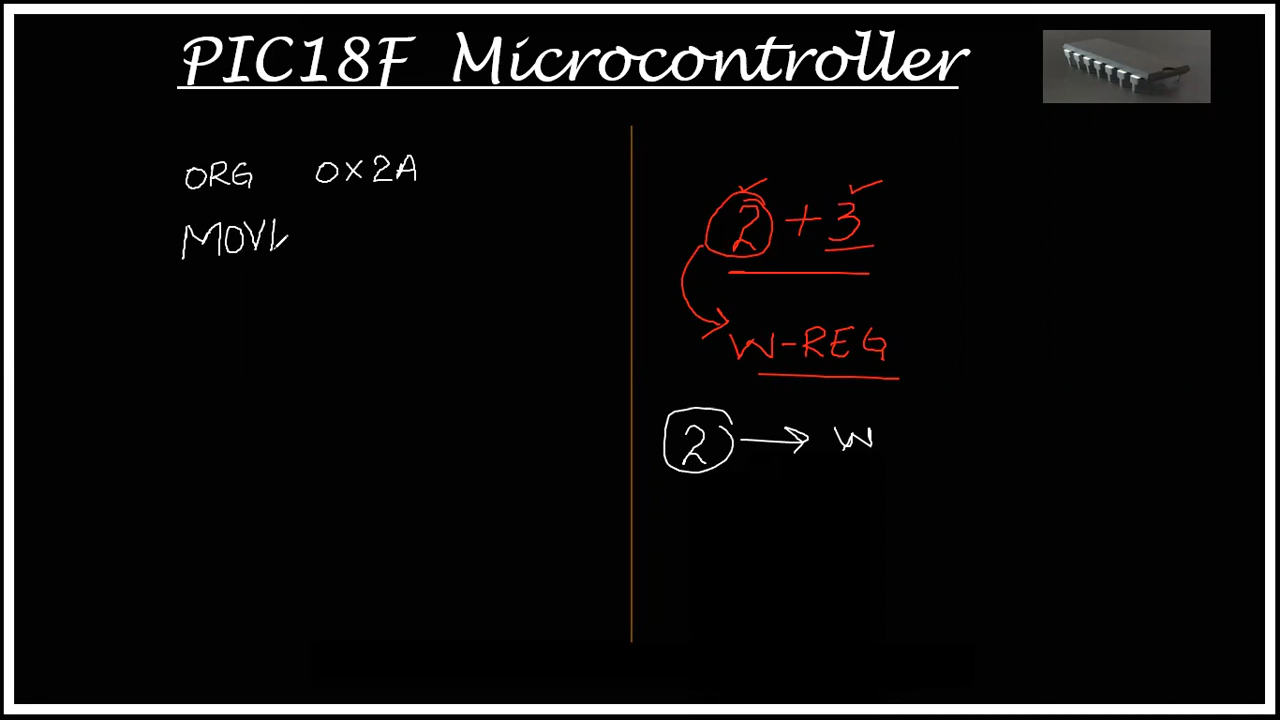 PIC18F Microcontroller
ORG 0X2A
MOVL
2 + 3
W-REG
2 → W